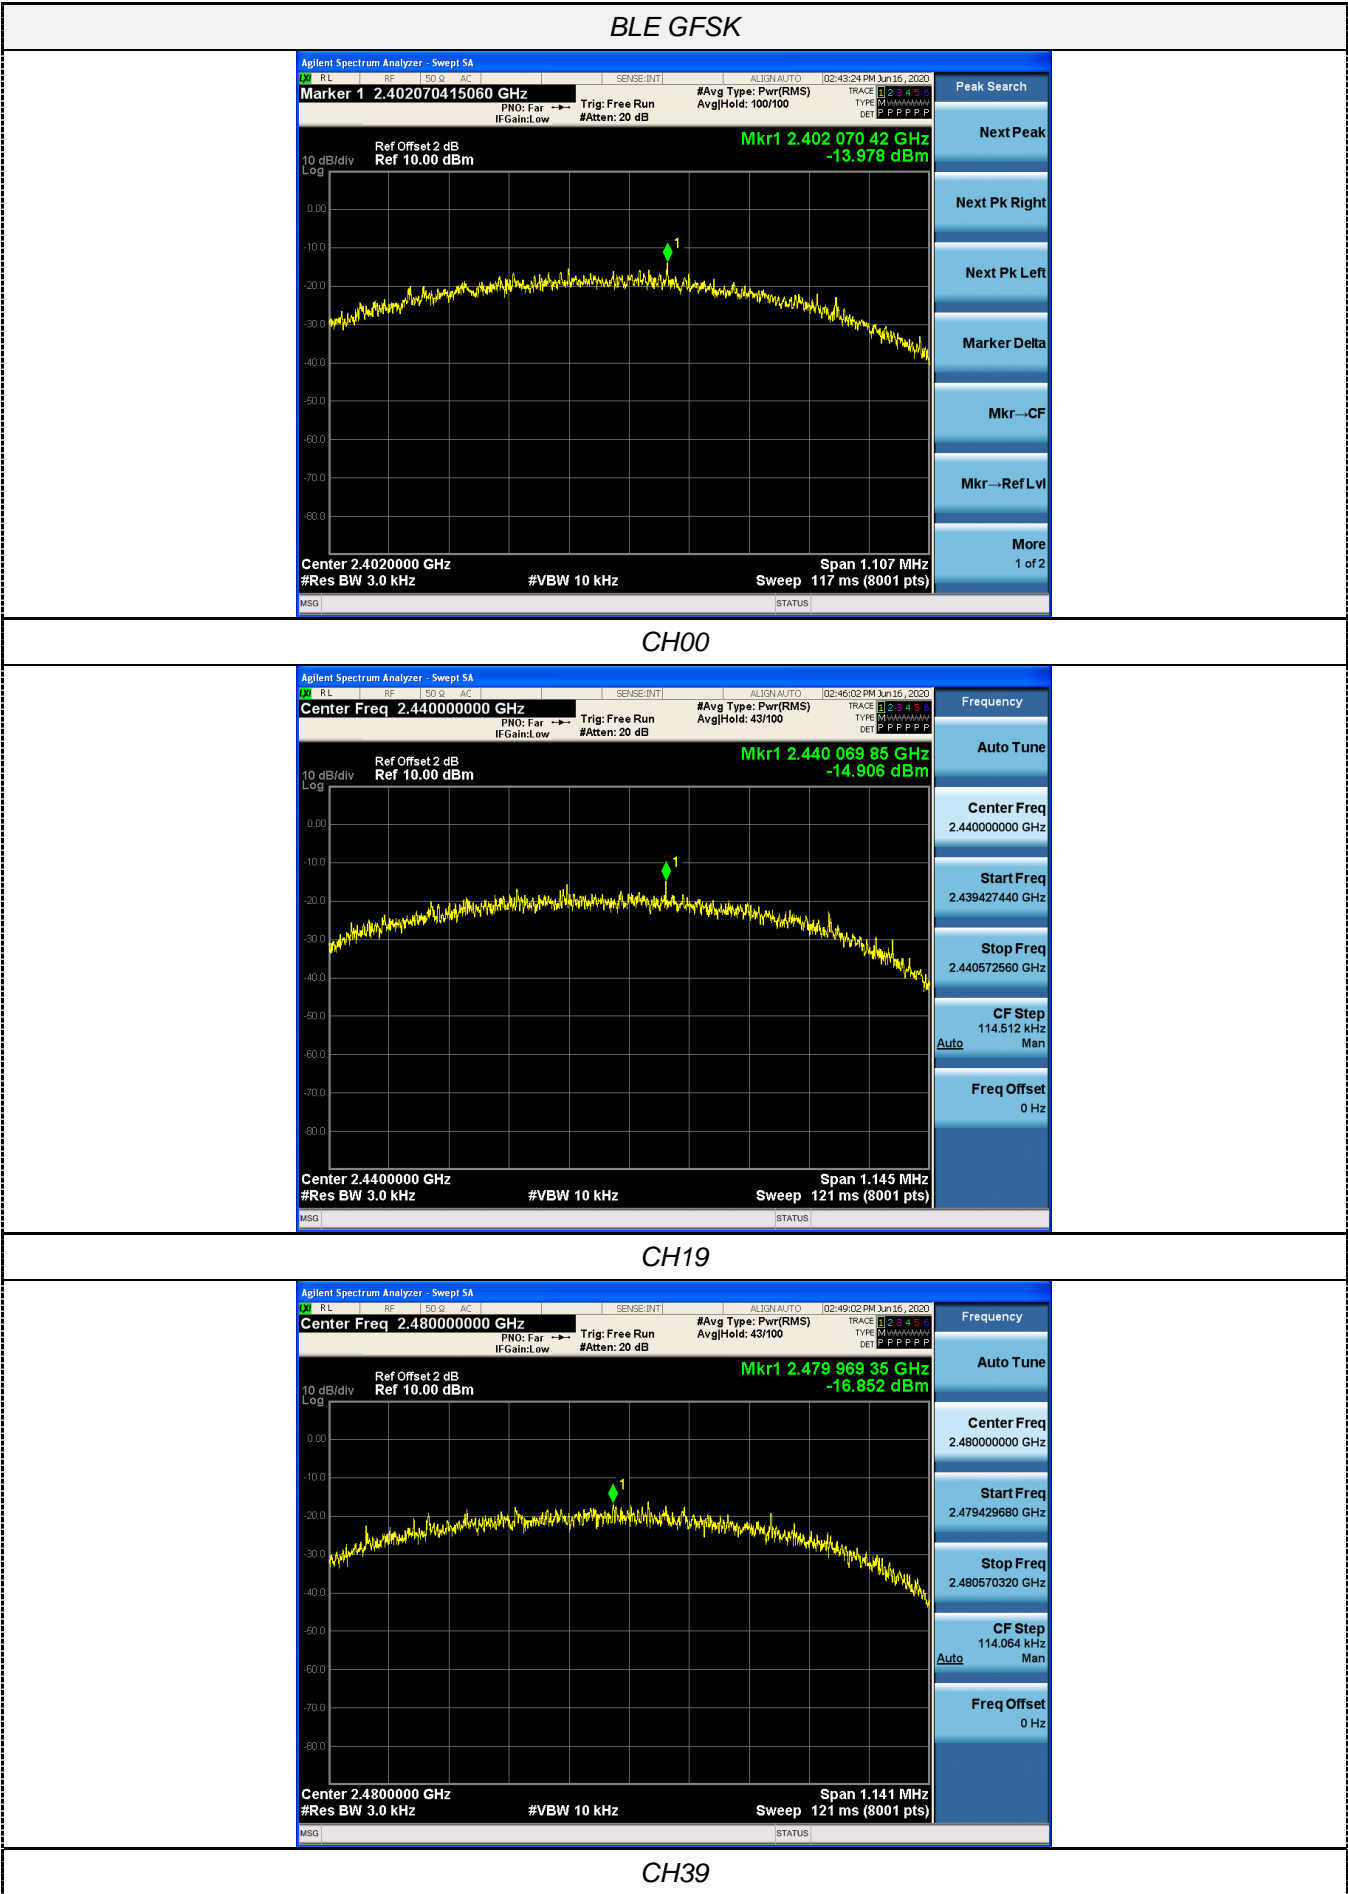 BLE GFSK
Agilent Spectrum Analyzer - Swept SA
LXI RL RF 50 Ω AC SENSE:INT ALIGN AUTO 02:43:24 PM Jun 16, 2020
Marker 1 2.402070415060 GHz
PNO: Far
IFGain:Low
Trig: Free Run
#Atten: 20 dB
#Avg Type: Pwr(RMS)
Avg|Hold: 100/100
TRACE 1 2 3 4 5 6
TYPE M
DET P P P P P P
Peak Search
Next Peak
Next Pk Right
Next Pk Left
Marker Delta
Mkr→CF
Mkr→Ref Lvl
More
1 of 2
Mkr1 2.402 070 42 GHz
-13.978 dBm
Ref Offset 2 dB
10 dB/div Ref 10.00 dBm
Log
0.00
-10.0
1
-20.0
-30.0
-40.0
-50.0
-60.0
-70.0
-80.0
Center 2.4020000 GHz Span 1.107 MHz
#Res BW 3.0 kHz #VBW 10 kHz Sweep 117 ms (8001 pts)
MSG STATUS
CH00
Agilent Spectrum Analyzer - Swept SA
LXI RL RF 50 Ω AC SENSE:INT ALIGN AUTO 02:46:02 PM Jun 16, 2020
Center Freq 2.440000000 GHz
PNO: Far
IFGain:Low
Trig: Free Run
#Atten: 20 dB
#Avg Type: Pwr(RMS)
Avg|Hold: 43/100
TRACE 1 2 3 4 5 6
TYPE M
DET P P P P P P
Frequency
Auto Tune
Center Freq
2.440000000 GHz
Start Freq
2.439427440 GHz
Stop Freq
2.440572560 GHz
CF Step
114.512 kHz
Auto Man
Freq Offset
0 Hz
Mkr1 2.440 069 85 GHz
-14.906 dBm
Ref Offset 2 dB
10 dB/div Ref 10.00 dBm
Log
0.00
-10.0
1
-20.0
-30.0
-40.0
-50.0
-60.0
-70.0
-80.0
Center 2.4400000 GHz Span 1.145 MHz
#Res BW 3.0 kHz #VBW 10 kHz Sweep 121 ms (8001 pts)
MSG STATUS
CH19
Agilent Spectrum Analyzer - Swept SA
LXI RL RF 50 Ω AC SENSE:INT ALIGN AUTO 02:49:02 PM Jun 16, 2020
Center Freq 2.480000000 GHz
PNO: Far
IFGain:Low
Trig: Free Run
#Atten: 20 dB
#Avg Type: Pwr(RMS)
Avg|Hold: 43/100
TRACE 1 2 3 4 5 6
TYPE M
DET P P P P P P
Frequency
Auto Tune
Center Freq
2.480000000 GHz
Start Freq
2.479429680 GHz
Stop Freq
2.480570320 GHz
CF Step
114.064 kHz
Auto Man
Freq Offset
0 Hz
Mkr1 2.479 969 35 GHz
-16.852 dBm
Ref Offset 2 dB
10 dB/div Ref 10.00 dBm
Log
0.00
-10.0
1
-20.0
-30.0
-40.0
-50.0
-60.0
-70.0
-80.0
Center 2.4800000 GHz Span 1.141 MHz
#Res BW 3.0 kHz #VBW 10 kHz Sweep 121 ms (8001 pts)
MSG STATUS
CH39